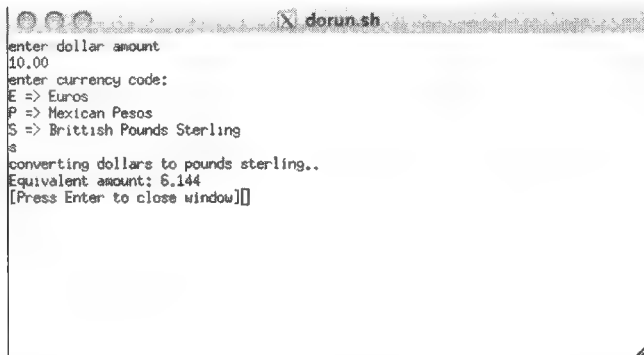 dorun.sh
enter dollar amount
10.00
enter currency code:
E => Euros
P => Mexican Pesos
S => Brittish Pounds Sterling
s
converting dollars to pounds sterling..
Equivalent amount: 6.144
[Press Enter to close window]